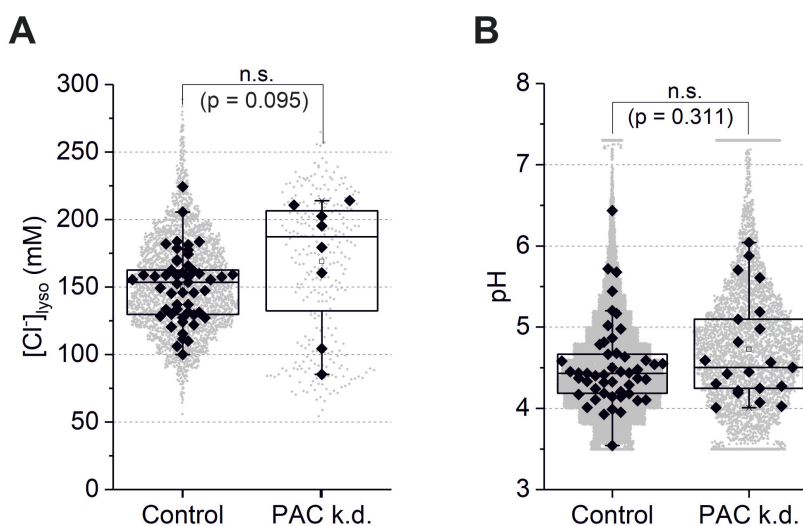 A
n.s.
(p = 0.095)
300
250
200
150
100
50
0
[Cl⁻]lyso (mM)
Control
PAC k.d.
B
n.s.
(p = 0.311)
8
7
6
5
4
3
pH
Control
PAC k.d.